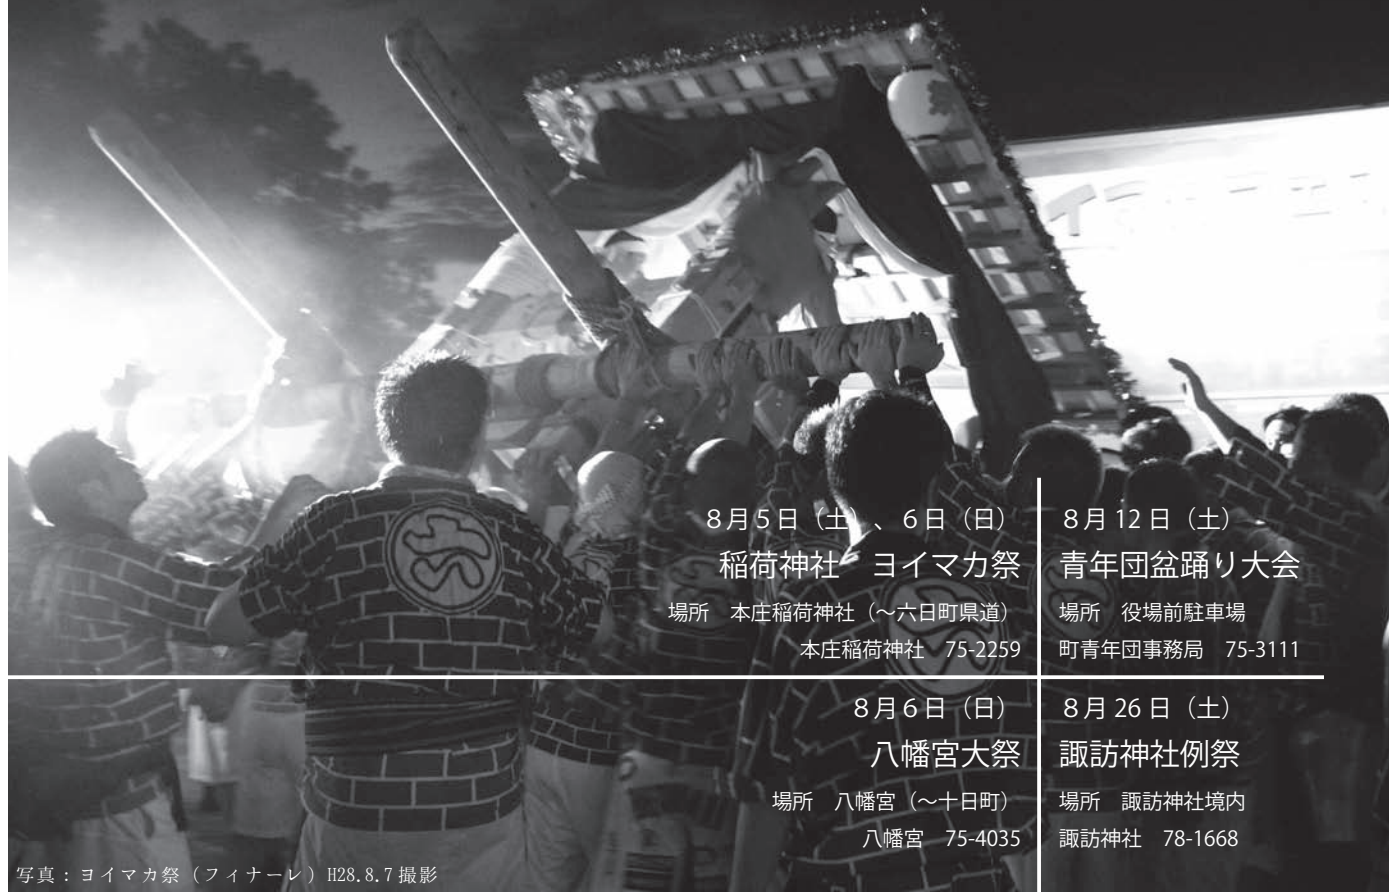 ８月５日（土）、６日（日）
稲荷神社　ヨイマカ祭
場所　本庄稲荷神社（〜六日町県道）
本庄稲荷神社　75-2259
８月 12 日（土）
青年団盆踊り大会
場所　役場前駐車場
町青年団事務局　75-3111
８月６日（日）
八幡宮大祭
場所　八幡宮（〜十日町）
八幡宮　75-4035
８月 26 日（土）
諏訪神社例祭
場所　諏訪神社境内
諏訪神社　78-1668
写真：ヨイマカ祭（フィナーレ）H28.8.7 撮影